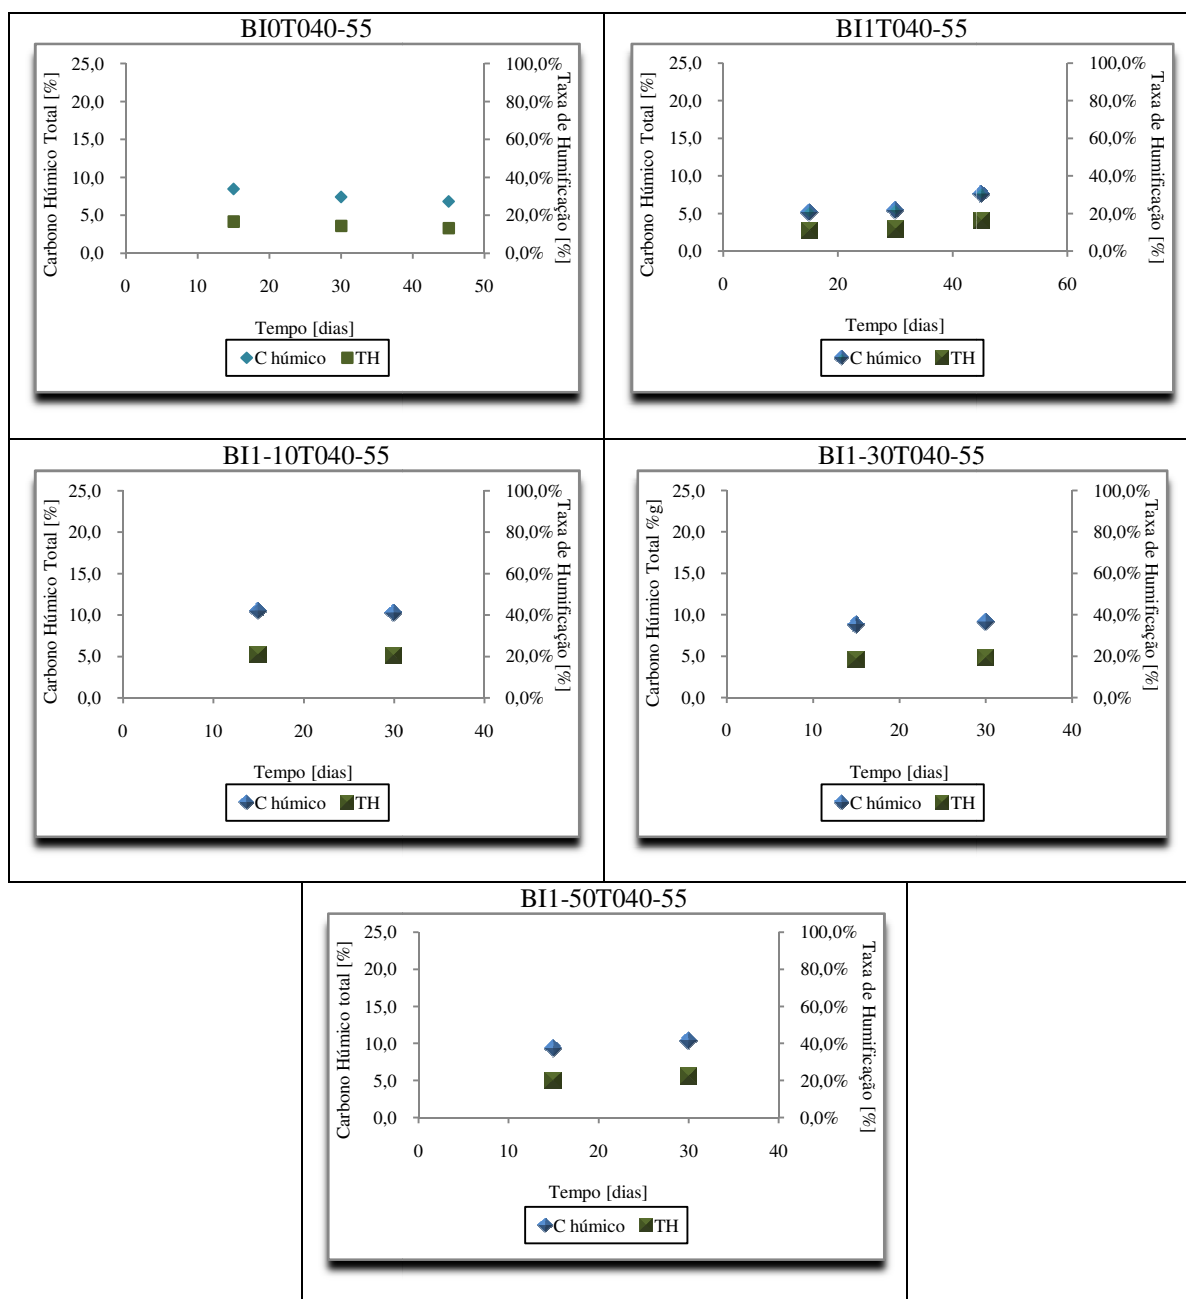 BI0T040-55
Carbono Húmico Total [%]
25,0
20,0
15,0
10,0
5,0
0,0
100,0%
80,0%
60,0%
40,0%
20,0%
0,0%
Taxa de Humificação [%]
0 10 20 30 40 50
Tempo [dias]
C húmico TH
BI1T040-55
Carbono Húmico Total [%]
25,0
20,0
15,0
10,0
5,0
0,0
100,0%
80,0%
60,0%
40,0%
20,0%
0,0%
Taxa de Humificação [%]
0 20 40 60
Tempo [dias]
C húmico TH
BI1-10T040-55
Carbono Húmico Total [%]
25,0
20,0
15,0
10,0
5,0
0,0
100,0%
80,0%
60,0%
40,0%
20,0%
0,0%
Taxa de Humificação [%]
0 10 20 30 40
Tempo [dias]
C húmico TH
BI1-30T040-55
Carbono Húmico Total %g]
25,0
20,0
15,0
10,0
5,0
0,0
100,0%
80,0%
60,0%
40,0%
20,0%
0,0%
Taxa de Humificação [%]
0 10 20 30 40
Tempo [dias]
C húmico TH
BI1-50T040-55
Carbono Húmico total [%]
25,0
20,0
15,0
10,0
5,0
0,0
100,0%
80,0%
60,0%
40,0%
20,0%
0,0%
Taxa de Humificação [%]
0 10 20 30 40
Tempo [dias]
C húmico TH